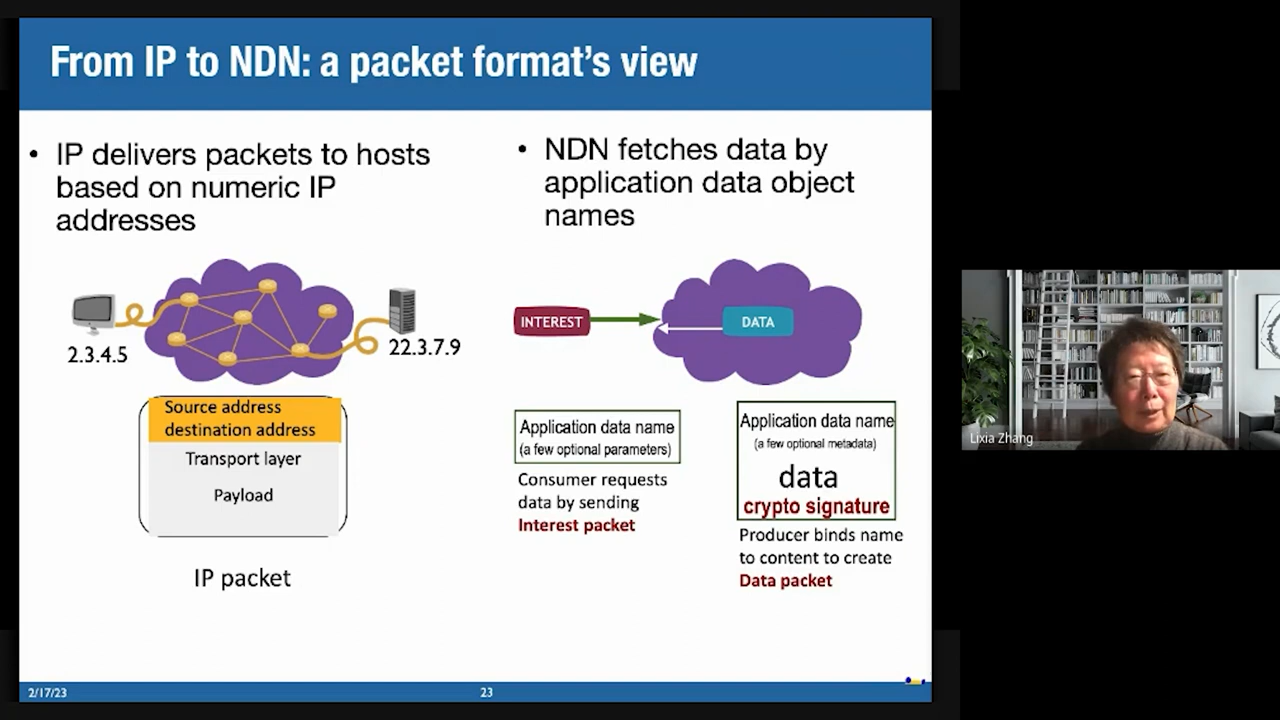 From IP to NDN: a packet format's view
• IP delivers packets to hosts
based on numeric IP
addresses
2.3.4.5
22.3.7.9
Source address
destination address
Transport layer
Payload
IP packet
• NDN fetches data by
application data object
names
INTEREST
DATA
Application data name
(a few optional parameters)
Consumer requests
data by sending
Interest packet
Application data name
(a few optional metadata)
data
crypto signature
Producer binds name
to content to create
Data packet
2/17/23
23
Lixia Zhang